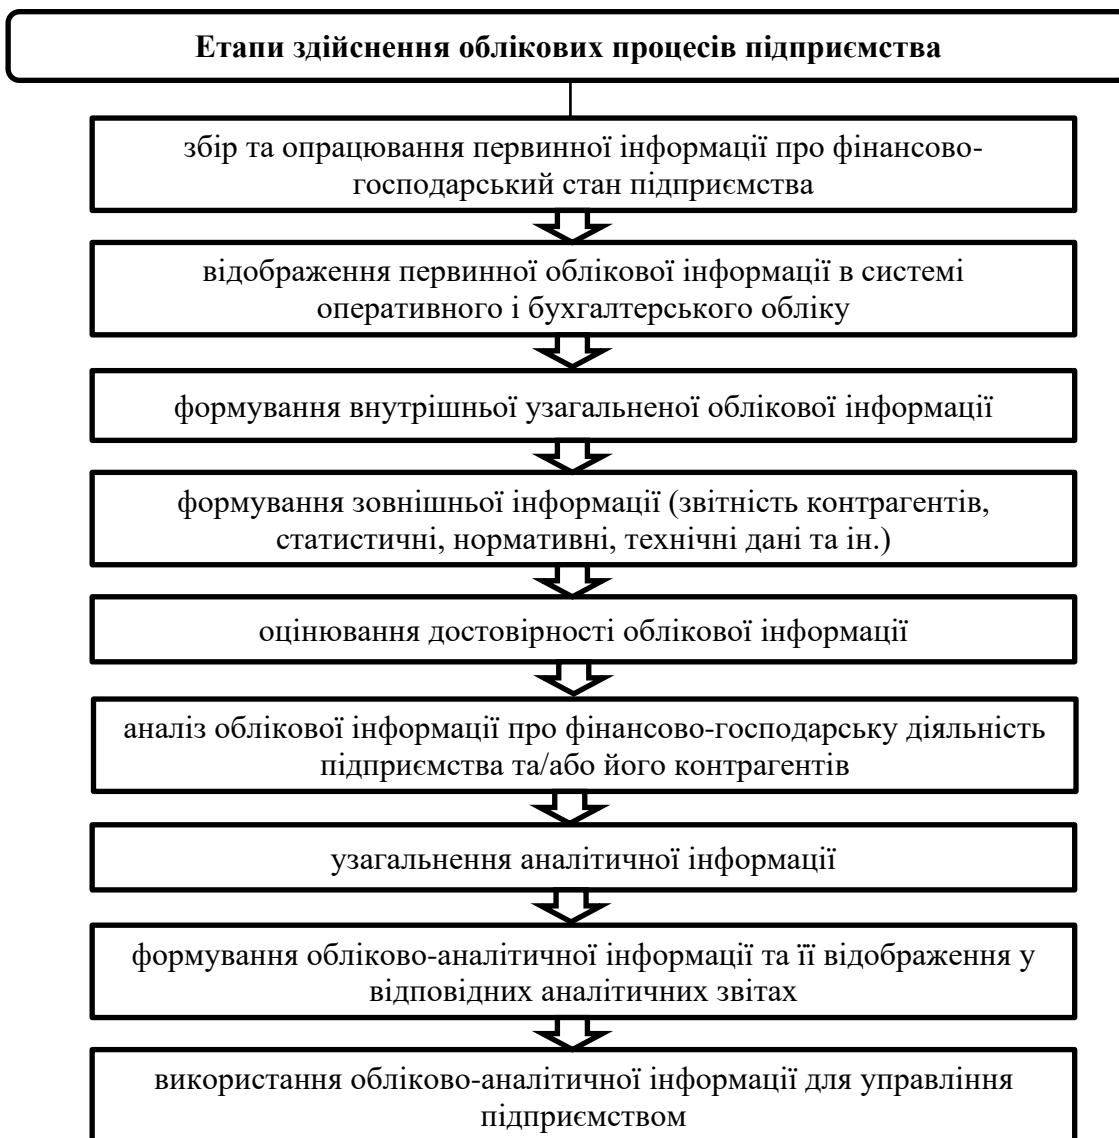 Етапи здійснення облікових процесів підприємства
збір та опрацювання первинної інформації про фінансово-
господарський стан підприємства
відображення первинної облікової інформації в системі
оперативного і бухгалтерського обліку
формування внутрішньої узагальненої облікової інформації
формування зовнішньої інформації (звітність контрагентів,
статистичні, нормативні, технічні дані та ін.)
оцінювання достовірності облікової інформації
аналіз облікової інформації про фінансово-господарську діяльність
підприємства та/або його контрагентів
узагальнення аналітичної інформації
формування обліково-аналітичної інформації та її відображення у
відповідних аналітичних звітах
використання обліково-аналітичної інформації для управління
підприємством